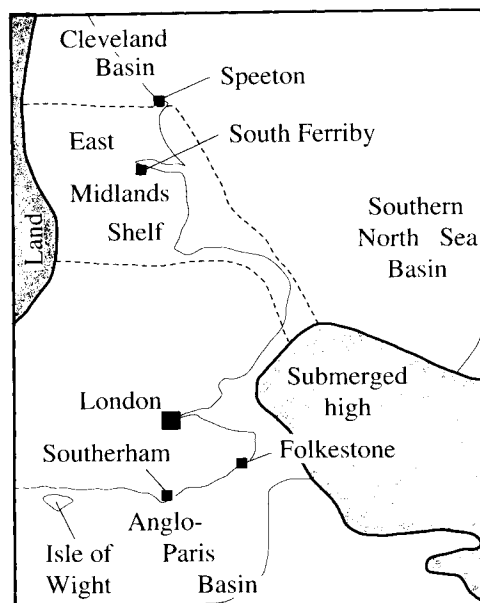 Cleveland
Basin
Speeton
East
South Ferriby
Midlands
Shelf
Land
Southern
North Sea
Basin
Submerged
high
London
Southerham
Folkestone
Anglo-
Paris
Basin
Isle of
Wight